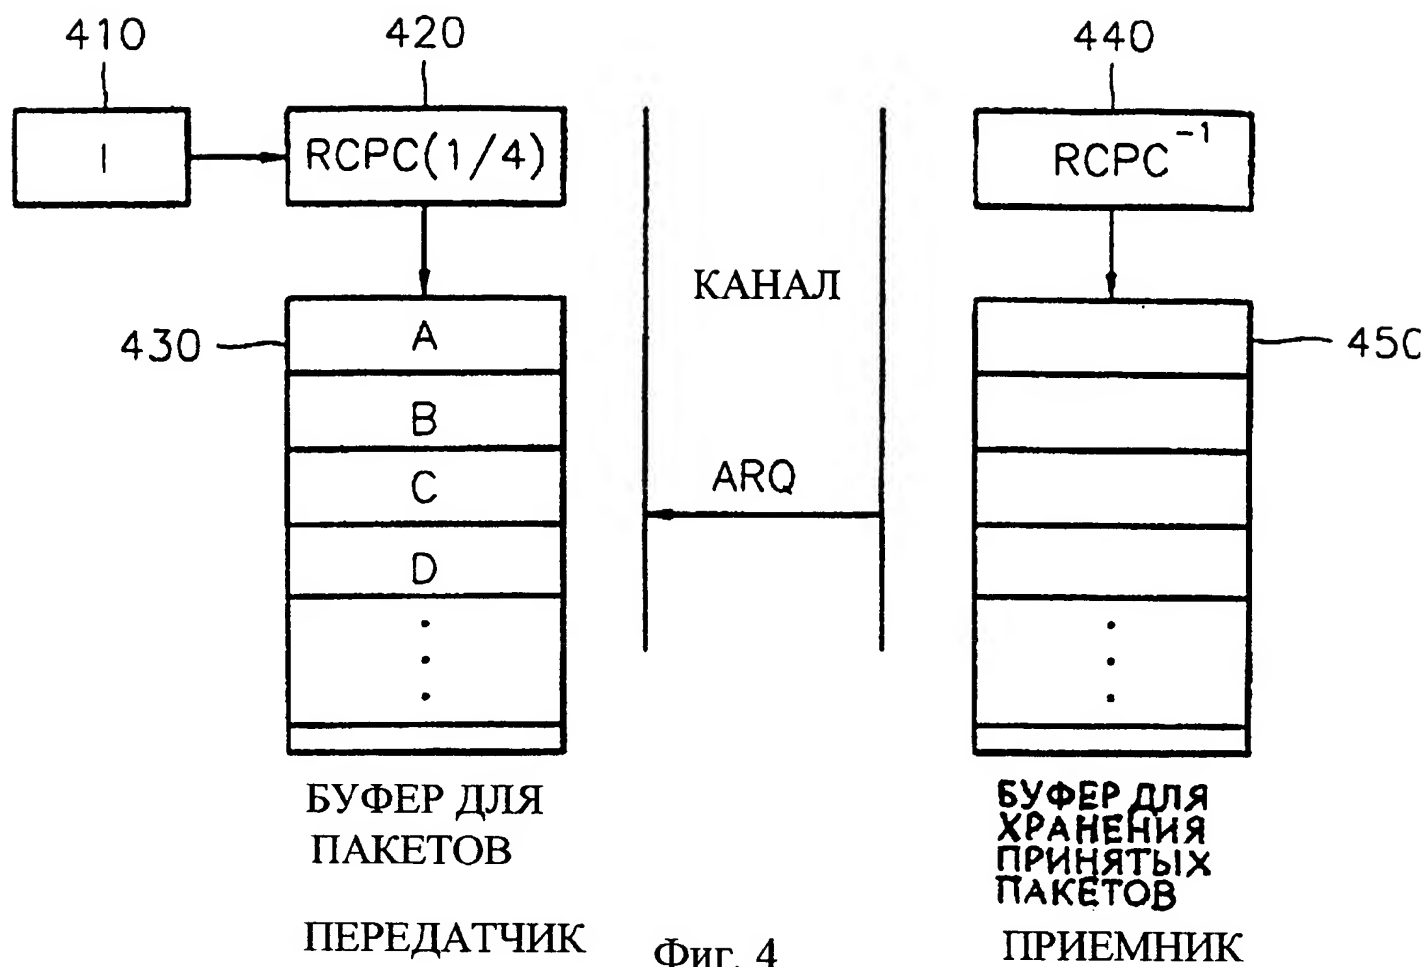 410
420
440
I
RCPC(1/4)
RCPC⁻¹
КАНАЛ
430
A
450
B
C
ARQ
D
БУФЕР ДЛЯ
ПАКЕТОВ
БУФЕР ДЛЯ
ХРАНЕНИЯ
ПРИНЯТЫХ
ПАКЕТОВ
ПЕРЕДАТЧИК
Фиг. 4
ПРИЕМНИК